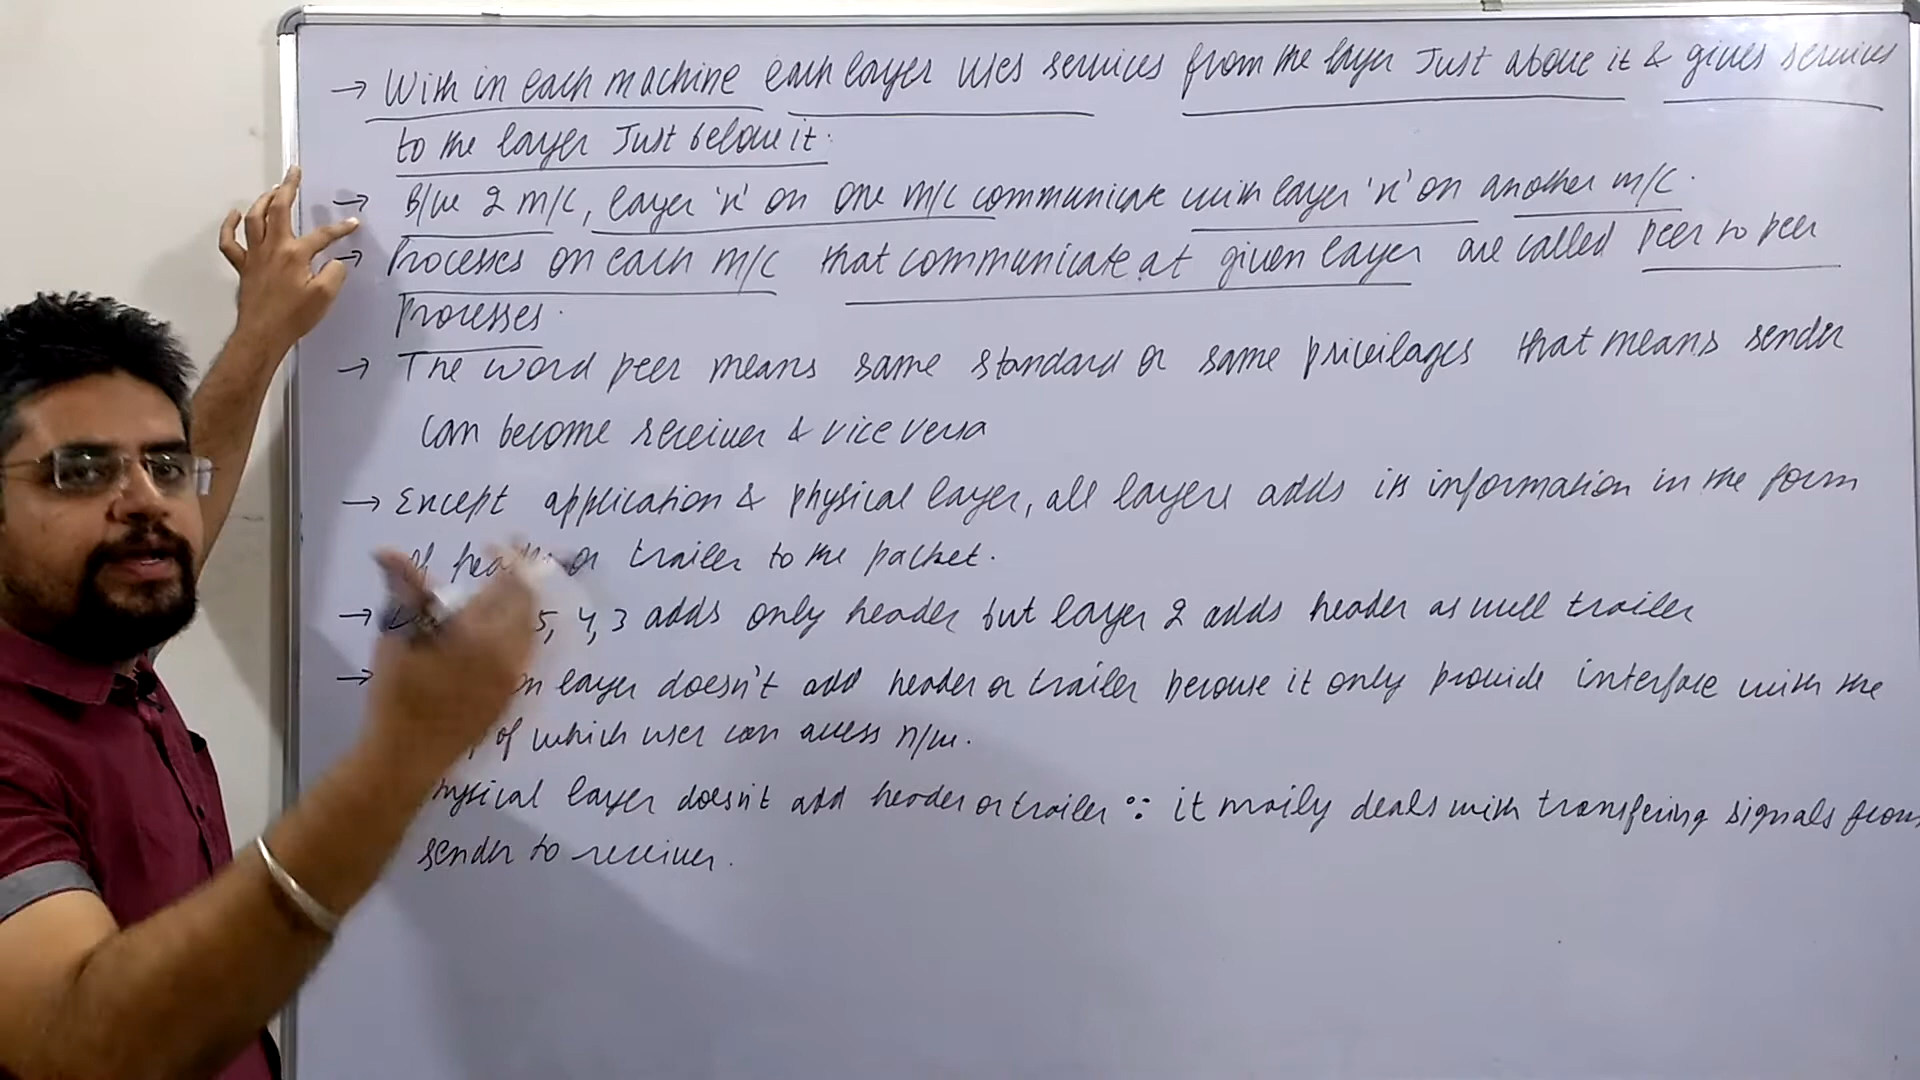 → With in each machine each layer uses services from the layer Just above it & gives services
to the layer Just below it.
→ B/w 2 m/c, layer 'x' on one m/c communicate with layer 'x' on another m/c.
→ Processes on each m/c that communicate at given layer are called peer to peer
Processes.
→ The word peer means same standard or same privilages that means sender
can become receiver & vice versa
→ Except application & physical layer, all layers adds its information in the form
of header or trailer to the packet.
→ 5, 4, 3 adds only header but layer 2 adds header as well trailer
→ layer doesn't add header or trailer because it only provide interface with the
of which user can access n/w.
Physical layer doesn't add header or trailer ∵ it maily deals with transfering signals from
sender to receiver.